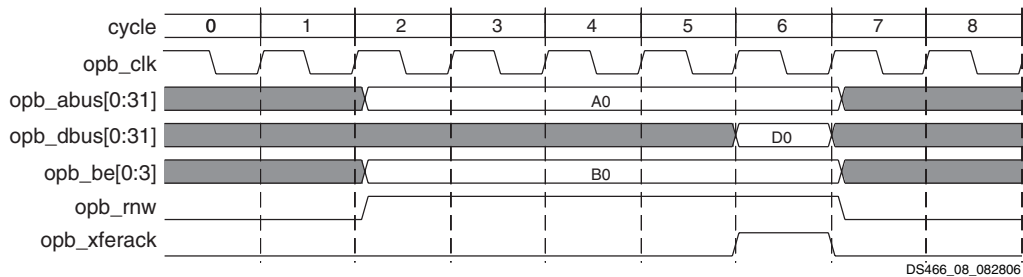 cycle 0 1 2 3 4 5 6 7 8
opb_clk
opb_abus[0:31] A0
opb_dbus[0:31] D0
opb_be[0:3] B0
opb_rnw
opb_xferack
DS466_08_082806